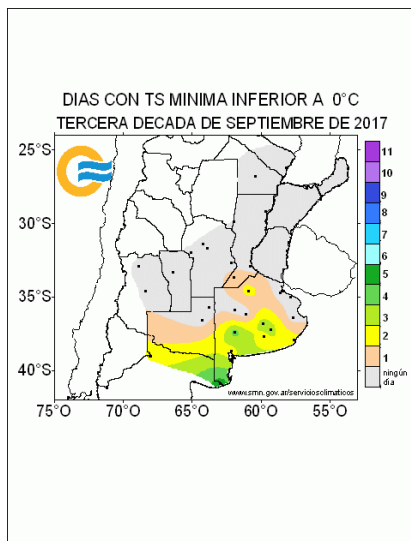 DIAS CON TS MINIMA INFERIOR A 0°C
TERCERA DECADA DE SEPTIEMBRE DE 2017
25°S
30°S
35°S
40°S
75°O
70°O
65°O
60°O
55°O
11
10
9
8
7
6
5
4
3
2
1
ningún
dia
www.smn.gov.ar/serviciosclimaticos